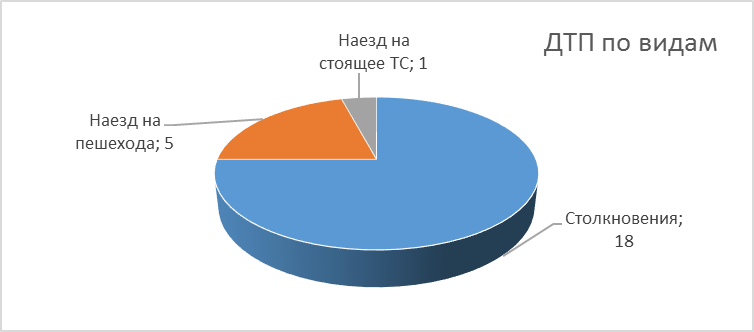 ДТП по видам
Наезд на
стоящее ТС; 1
Наезд на
пешехода; 5
Столкновения;
18